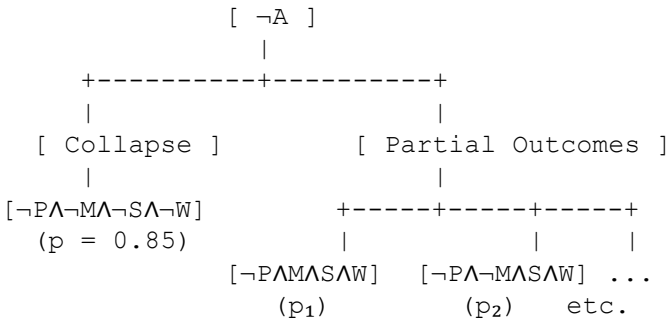 [ ¬A ]
|
+----------+----------+
| |
[ Collapse ] [ Partial Outcomes ]
| |
[¬P∧¬M∧¬S∧¬W] +-----+-----+-----+
(p = 0.85) | | |
[¬P∧M∧S∧W] [¬P∧¬M∧S∧W] ...
(p₁) (p₂) etc.